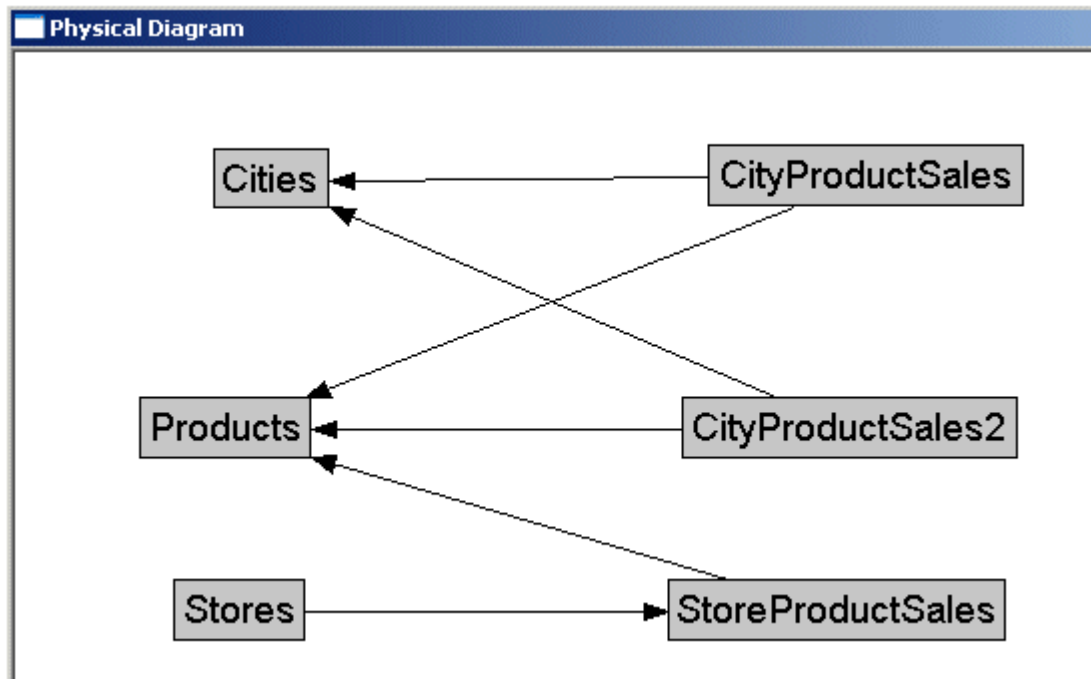 Physical Diagram
Cities
CityProductSales
Products
CityProductSales2
Stores
StoreProductSales